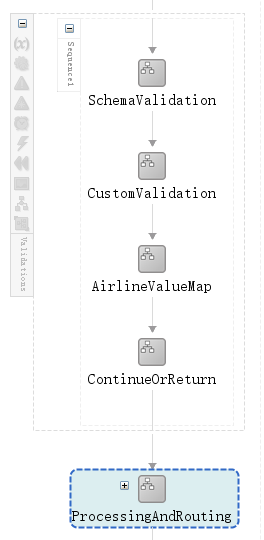 (x)
Sequence1
SchemaValidation
CustomValidation
AirlineValueMap
ContinueOrReturn
Validations
ProcessingAndRouting